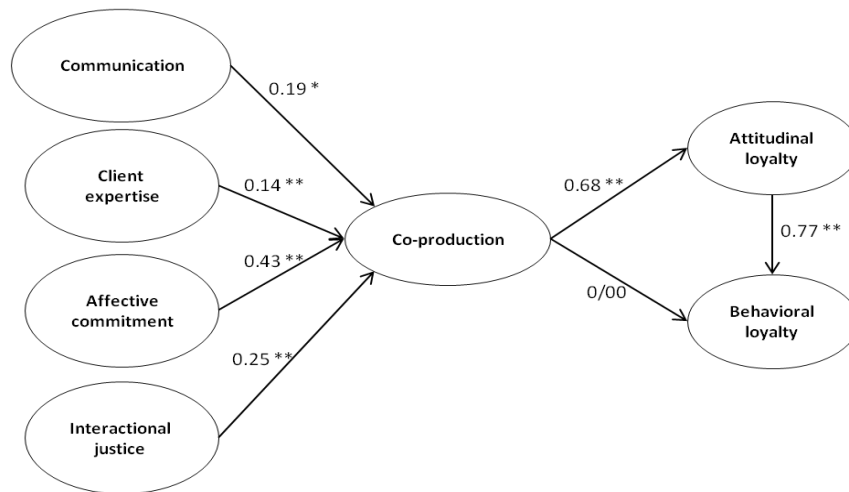 Communication
0.19 *
Client
expertise
0.14 **
Affective
commitment
0.43 **
Interactional
justice
0.25 **
Co-production
0.68 **
0/00
Attitudinal
loyalty
0.77 **
Behavioral
loyalty